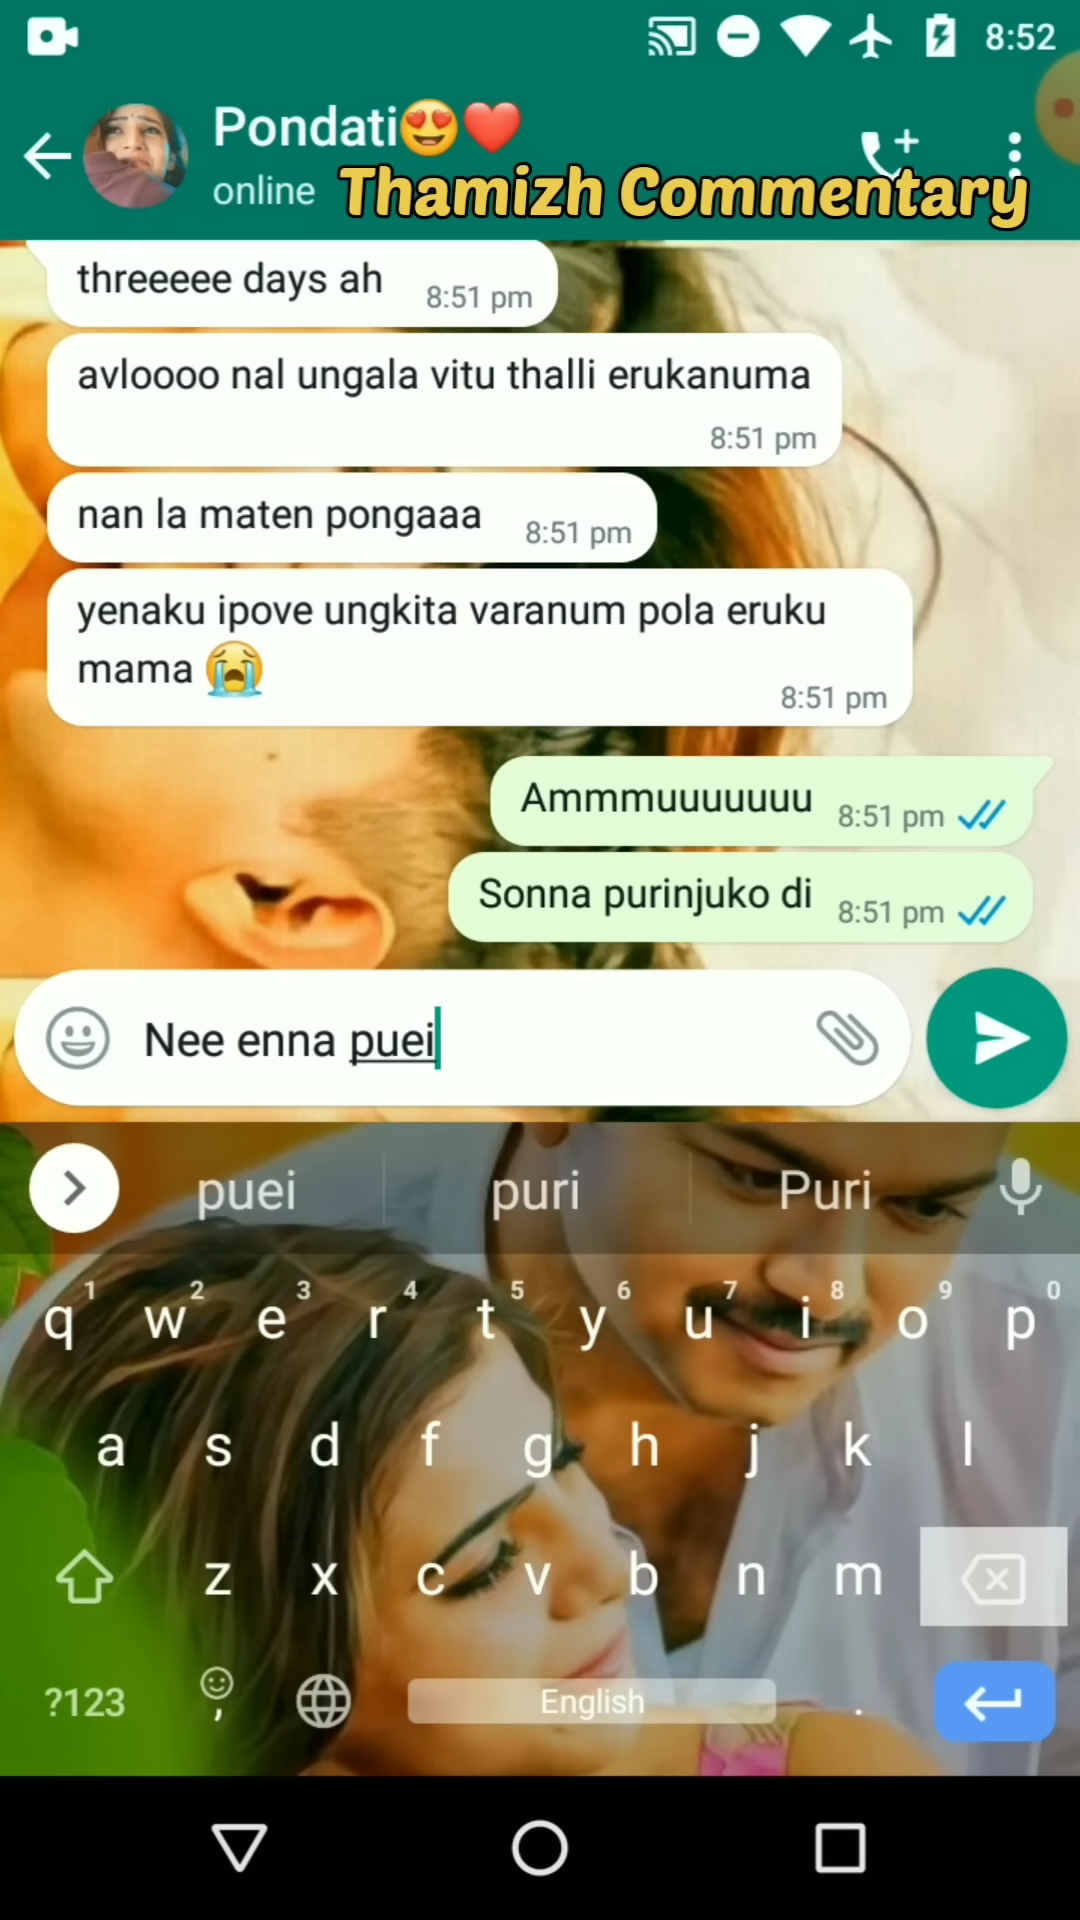 8:52
Pondati😍❤️
online
Thamizh Commentary
threeeee days ah 8:51 pm
avloooo nal ungala vitu thalli erukanuma
8:51 pm
nan la maten pongaaa 8:51 pm
yenaku ipove ungkita varanum pola eruku
mama 😭
8:51 pm
Ammmuuuuuuu 8:51 pm
Sonna purinjuko di 8:51 pm
Nee enna puei
puei puri Puri
1 2 3 4 5 6 7 8 9 0
q w e r t y u i o p
a s d f g h j k l
z x c v b n m
?123 , English .